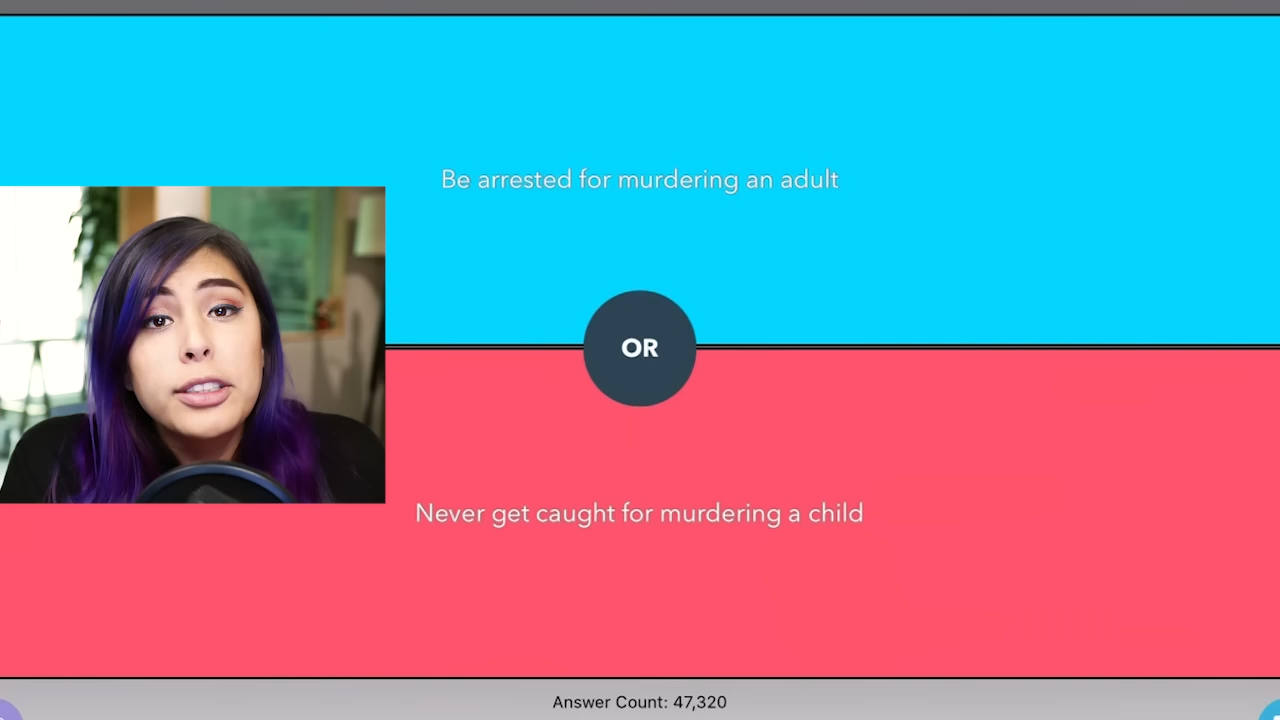 Be arrested for murdering an adult
OR
Never get caught for murdering a child
Answer Count: 47,320